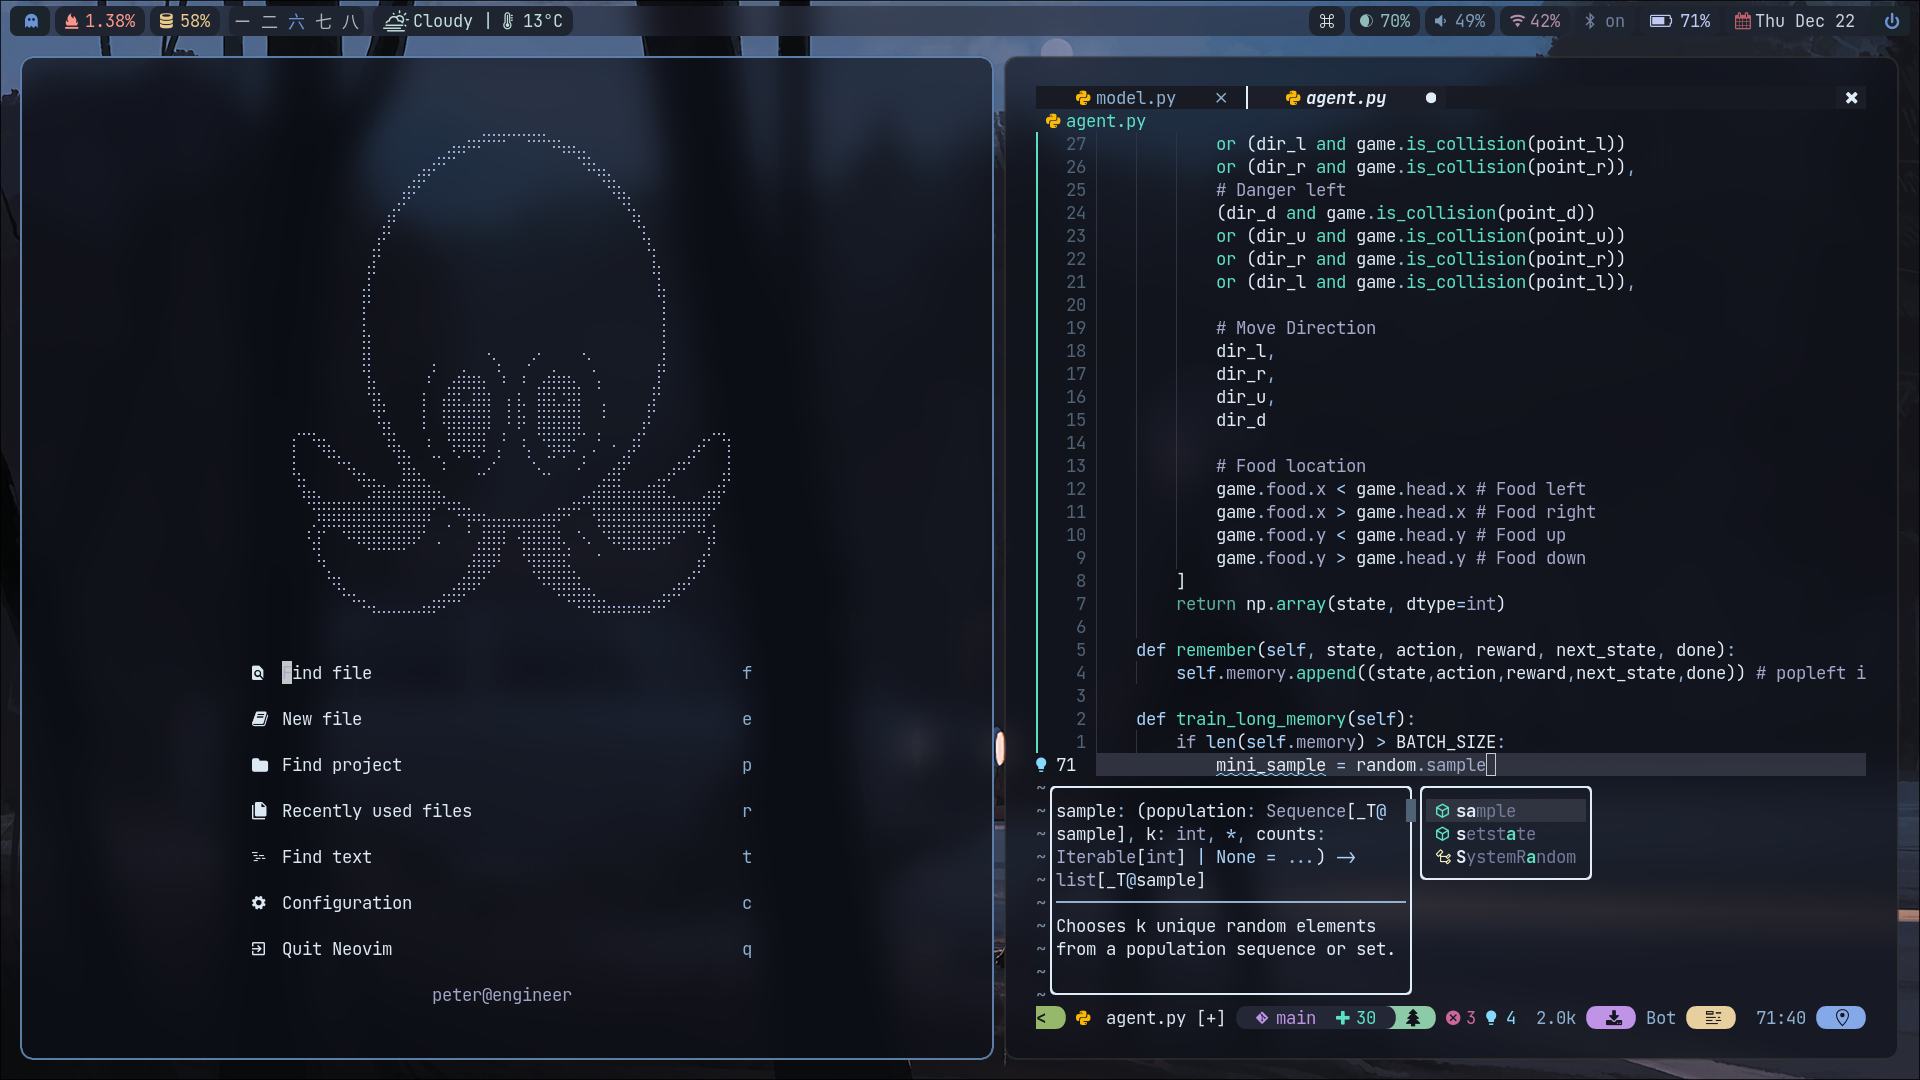 1.38% 58% 一 二 六 七 八 Cloudy | 13°C
⌘ 70% 49% 42% on 71% Thu Dec 22
Find file f
New file e
Find project p
Recently used files r
Find text t
Configuration c
Quit Neovim q
peter@engineer
model.py × agent.py ● ×
agent.py
27 or (dir_l and game.is_collision(point_l))
26 or (dir_r and game.is_collision(point_r)),
25 # Danger left
24 (dir_d and game.is_collision(point_d))
23 or (dir_u and game.is_collision(point_u))
22 or (dir_r and game.is_collision(point_r))
21 or (dir_l and game.is_collision(point_l)),
20
19 # Move Direction
18 dir_l,
17 dir_r,
16 dir_u,
15 dir_d
14
13 # Food location
12 game.food.x < game.head.x # Food left
11 game.food.x > game.head.x # Food right
10 game.food.y < game.head.y # Food up
9 game.food.y > game.head.y # Food down
8 ]
7 return np.array(state, dtype=int)
6
5 def remember(self, state, action, reward, next_state, done):
4 self.memory.append((state,action,reward,next_state,done)) # popleft i
3
2 def train_long_memory(self):
1 if len(self.memory) > BATCH_SIZE:
71 mini_sample = random.sample
~
~ sample: (population: Sequence[_T@
~ sample], k: int, *, counts:
~ Iterable[int] | None = ...) ->
~ list[_T@sample]
~
~ Chooses k unique random elements
~ from a population sequence or set.
~
~
sample
setstate
SystemRandom
< agent.py [+] main + 30 3 4 2.0k Bot 71:40